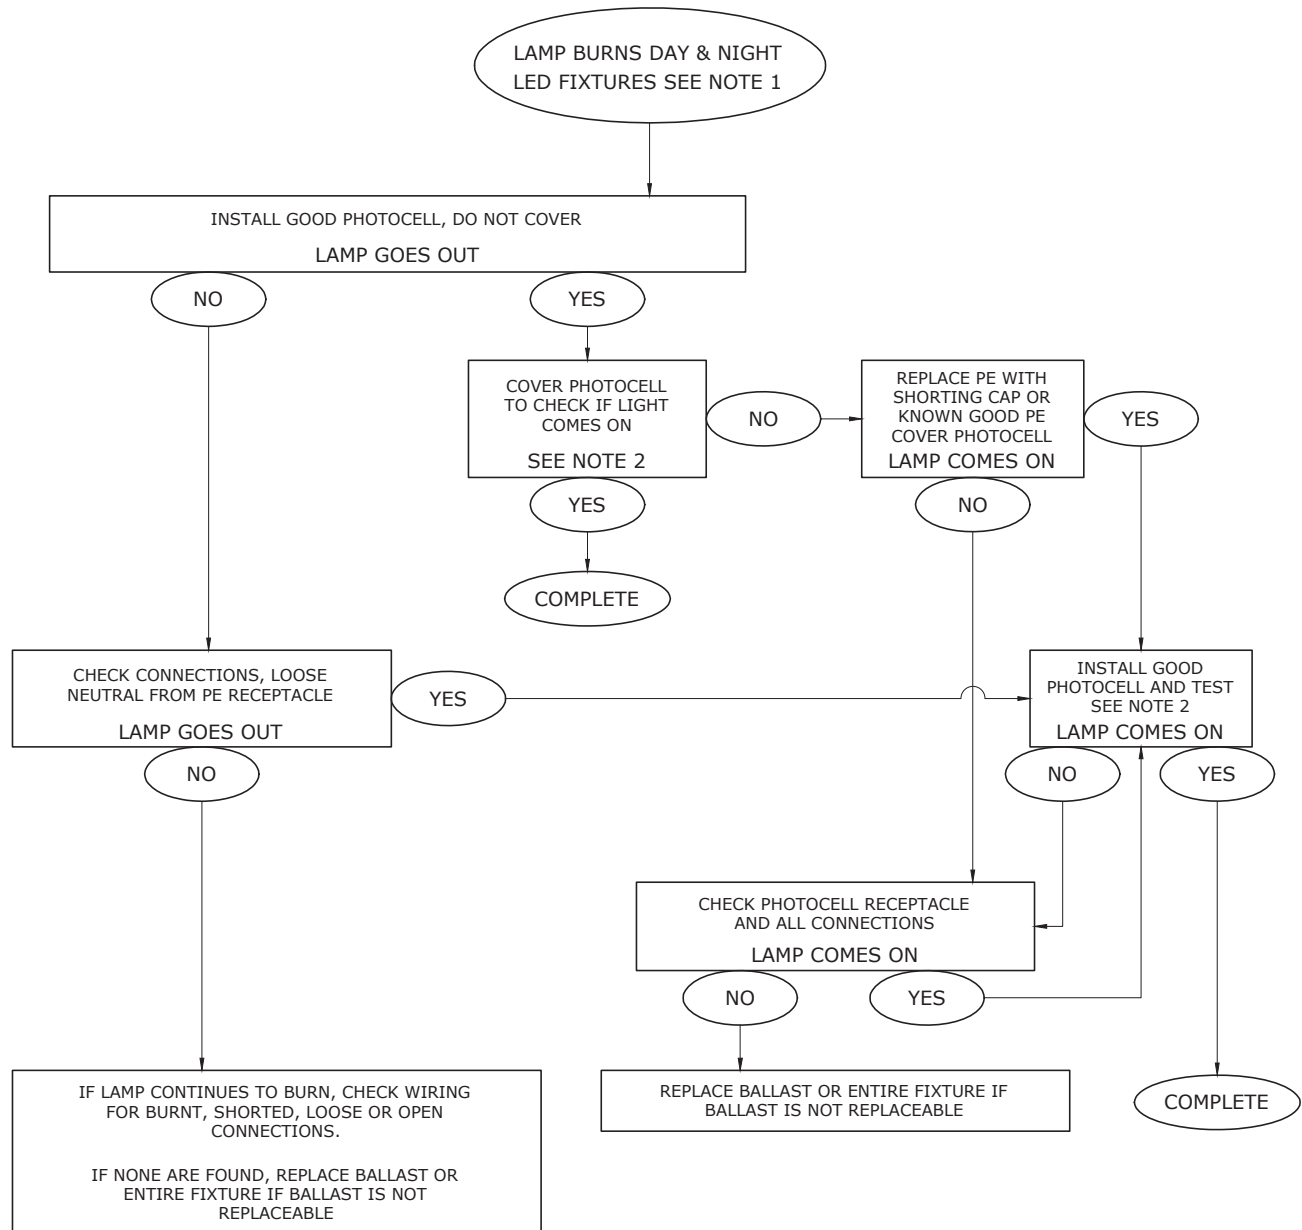 LAMP BURNS DAY & NIGHT
LED FIXTURES SEE NOTE 1
INSTALL GOOD PHOTOCELL, DO NOT COVER
LAMP GOES OUT
NO
YES
COVER PHOTOCELL
TO CHECK IF LIGHT
COMES ON
SEE NOTE 2
NO
REPLACE PE WITH
SHORTING CAP OR
KNOWN GOOD PE
COVER PHOTOCELL
LAMP COMES ON
YES
YES
NO
COMPLETE
CHECK CONNECTIONS, LOOSE
NEUTRAL FROM PE RECEPTACLE
LAMP GOES OUT
YES
INSTALL GOOD
PHOTOCELL AND TEST
SEE NOTE 2
LAMP COMES ON
NO
NO
YES
CHECK PHOTOCELL RECEPTACLE
AND ALL CONNECTIONS
LAMP COMES ON
NO
YES
IF LAMP CONTINUES TO BURN, CHECK WIRING
FOR BURNT, SHORTED, LOOSE OR OPEN
CONNECTIONS.
IF NONE ARE FOUND, REPLACE BALLAST OR
ENTIRE FIXTURE IF BALLAST IS NOT
REPLACEABLE
REPLACE BALLAST OR ENTIRE FIXTURE IF
BALLAST IS NOT REPLACEABLE
COMPLETE